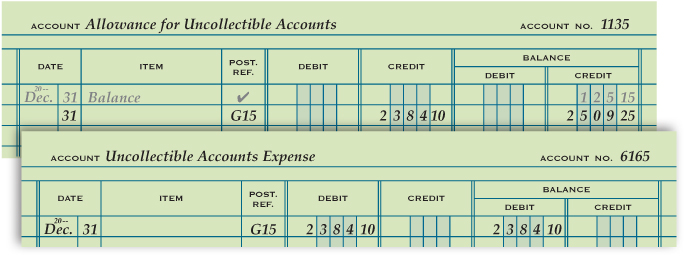 ACCOUNT Allowance for Uncollectible Accounts ACCOUNT NO. 1135
DATE ITEM POST. REF. DEBIT CREDIT BALANCE
DEBIT CREDIT
20-- Dec. 31 Balance ✔ 1 2 5 15
31 G15 2 3 8 4 10 2 5 0 9 25
ACCOUNT Uncollectible Accounts Expense ACCOUNT NO. 6165
DATE ITEM POST. REF. DEBIT CREDIT BALANCE
DEBIT CREDIT
20-- Dec. 31 G15 2 3 8 4 10 2 3 8 4 10